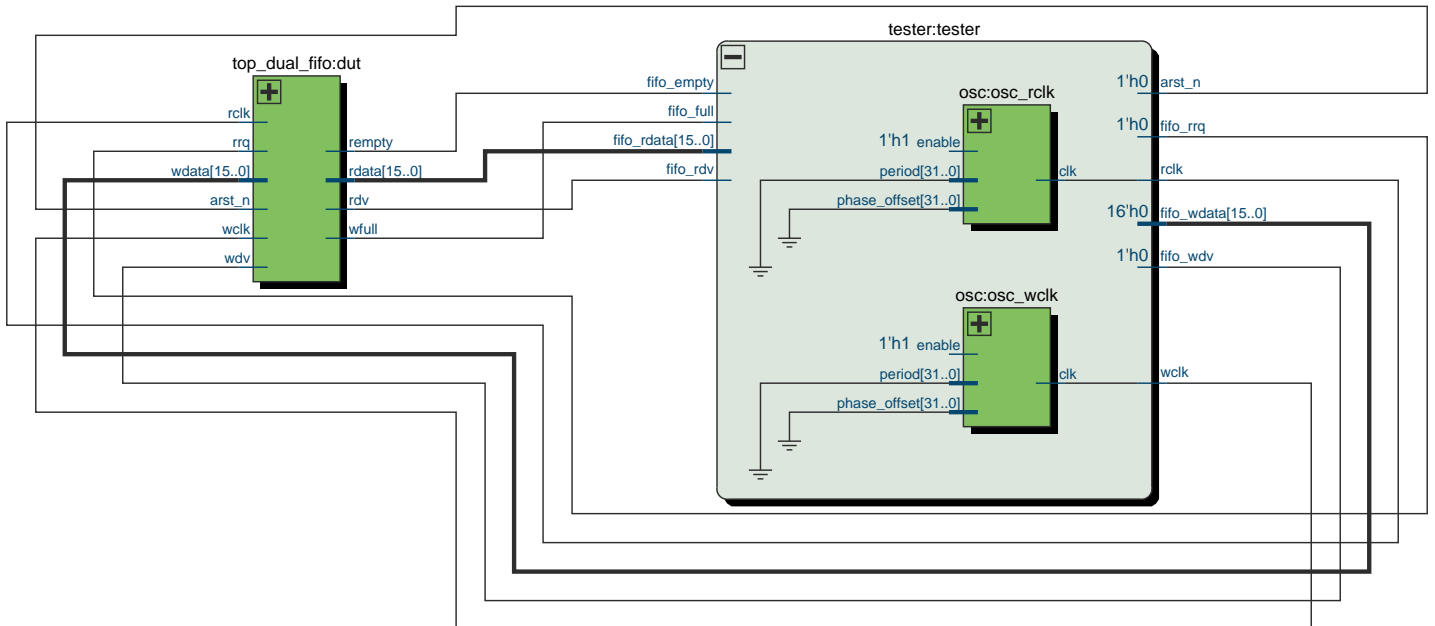 tester:tester
top_dual_fifo:dut
rclk
rrq
wdata[15..0]
arst_n
wclk
wdv
rempty
rdata[15..0]
rdv
wfull
fifo_empty
fifo_full
fifo_rdata[15..0]
fifo_rdv
osc:osc_rclk
1'h1 enable
period[31..0]
phase_offset[31..0]
clk
osc:osc_wclk
1'h1 enable
period[31..0]
phase_offset[31..0]
clk
1'h0 arst_n
1'h0 fifo_rrq
rclk
16'h0 fifo_wdata[15..0]
1'h0 fifo_wdv
wclk